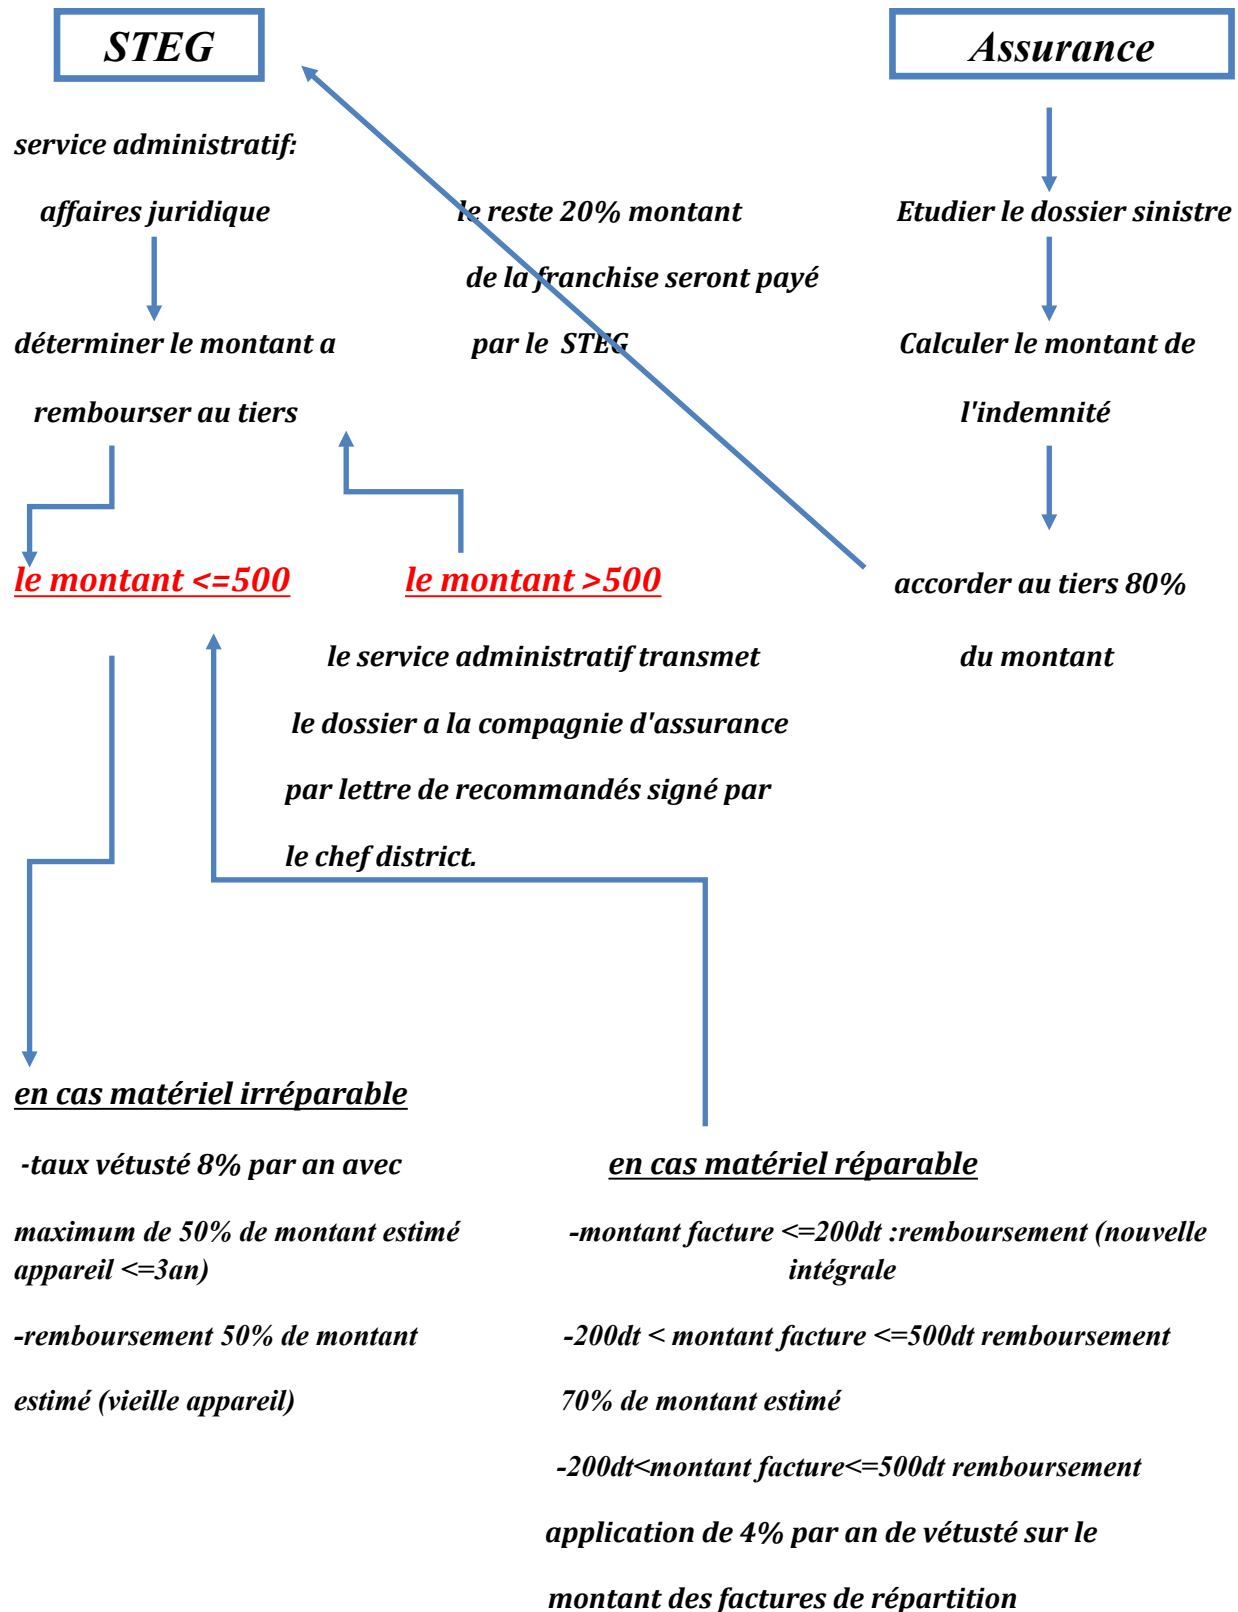 STEG
Assurance
service administratif:
affaires juridique
le reste 20% montant
Etudier le dossier sinistre
de la franchise seront payé
déterminer le montant a
par le STEG
Calculer le montant de
rembourser au tiers
l'indemnité
le montant <=500
le montant >500
accorder au tiers 80%
le service administratif transmet
du montant
le dossier a la compagnie d'assurance
par lettre de recommandés signé par
le chef district.
en cas matériel irréparable
-taux vétusté 8% par an avec
maximum de 50% de montant estimé
appareil <=3an)
-remboursement 50% de montant
estimé (vieille appareil)
en cas matériel réparable
-montant facture <=200dt :remboursement (nouvelle
intégrale
-200dt < montant facture <=500dt remboursement
70% de montant estimé
-200dt<montant facture<=500dt remboursement
application de 4% par an de vétusté sur le
montant des factures de répartition